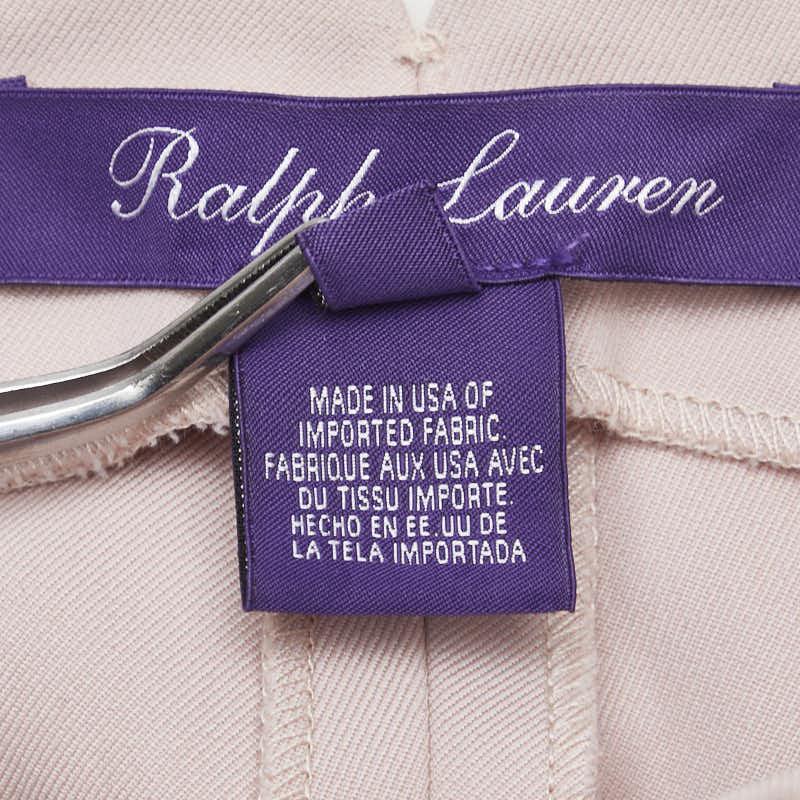 Ralph Lauren
MADE IN USA OF
IMPORTED FABRIC.
FABRIQUE AUX USA AVEC
DU TISSU IMPORTE.
HECHO EN EE.UU DE
LA TELA IMPORTADA